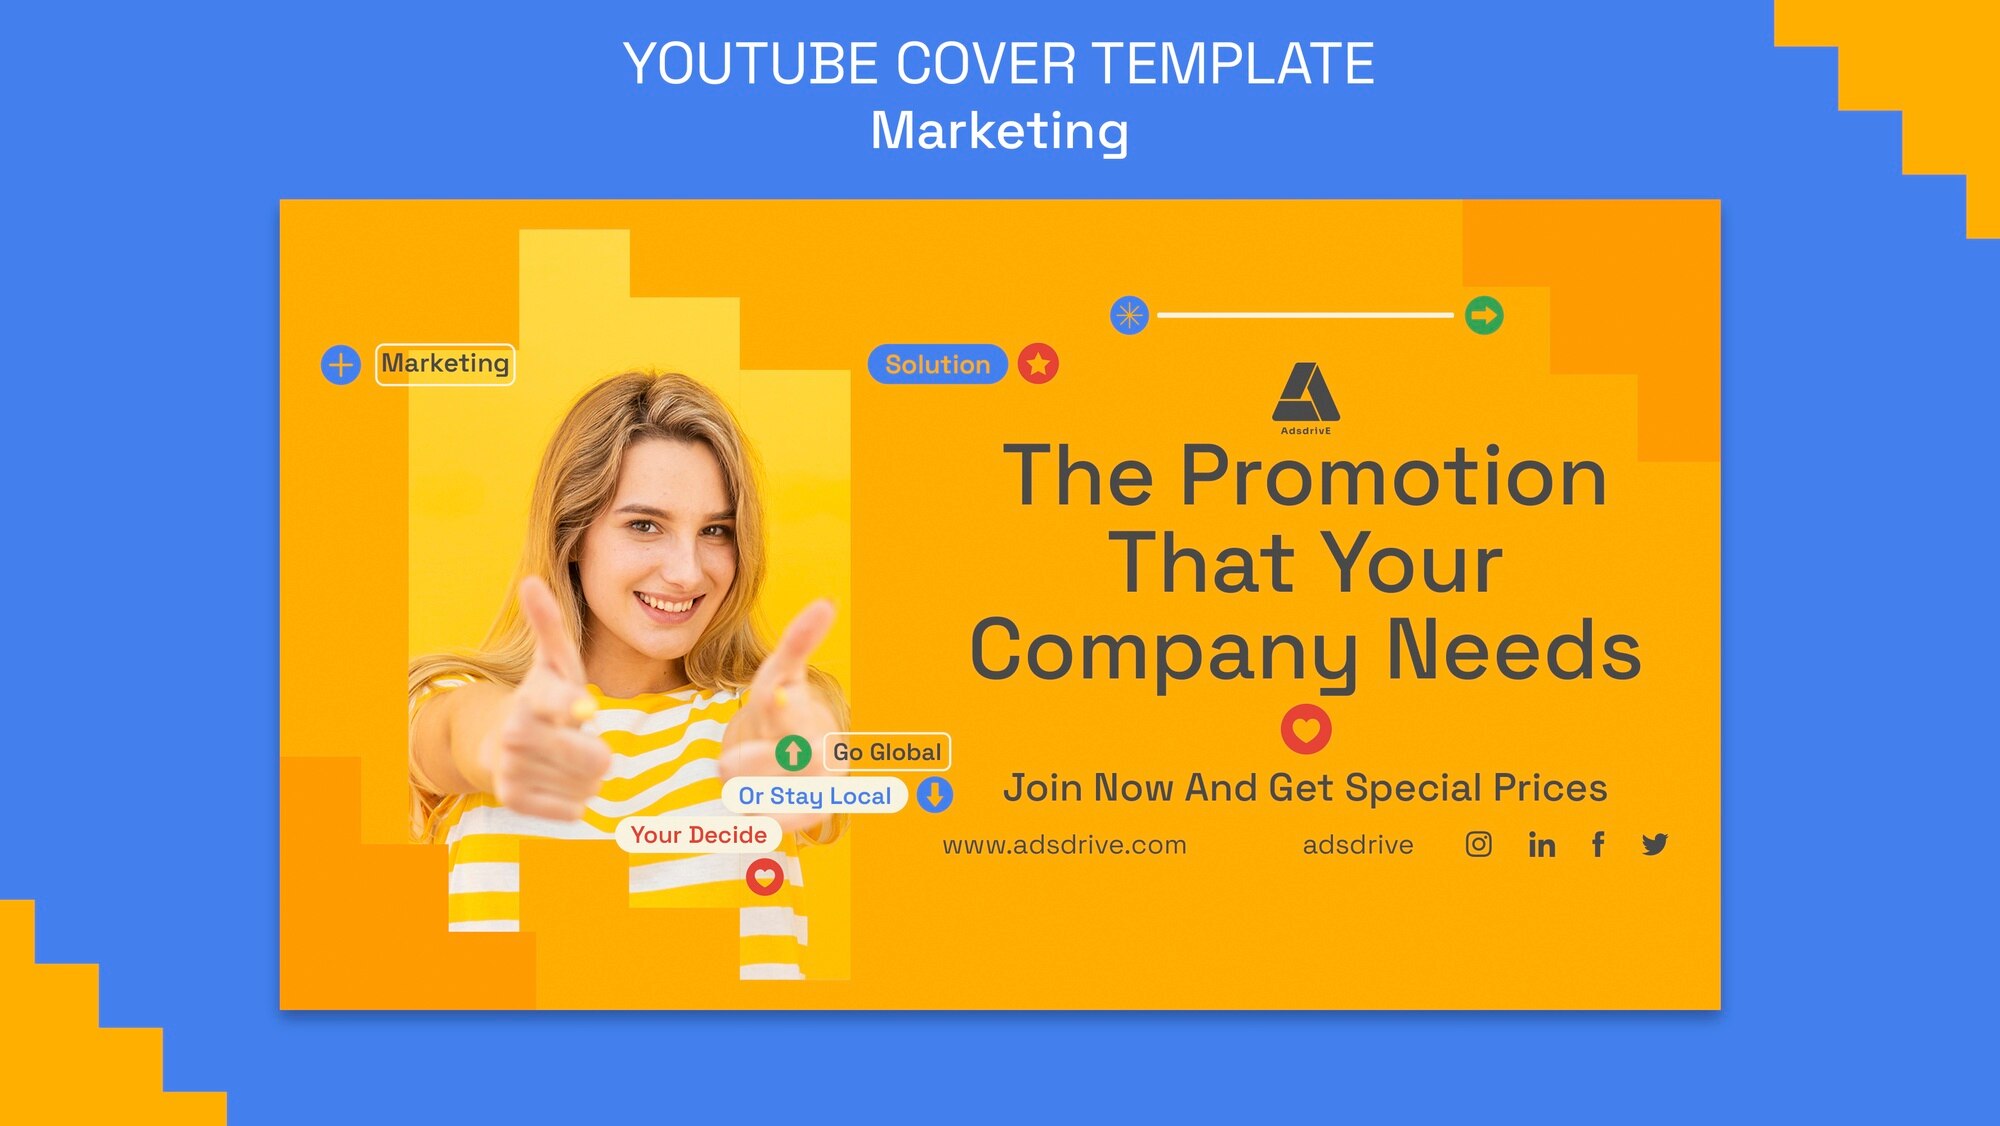 YOUTUBE COVER TEMPLATE
Marketing
Marketing
Solution
AdsdrivE
The Promotion
That Your
Company Needs
Go Global
Or Stay Local
Your Decide
Join Now And Get Special Prices
www.adsdrive.com
adsdrive